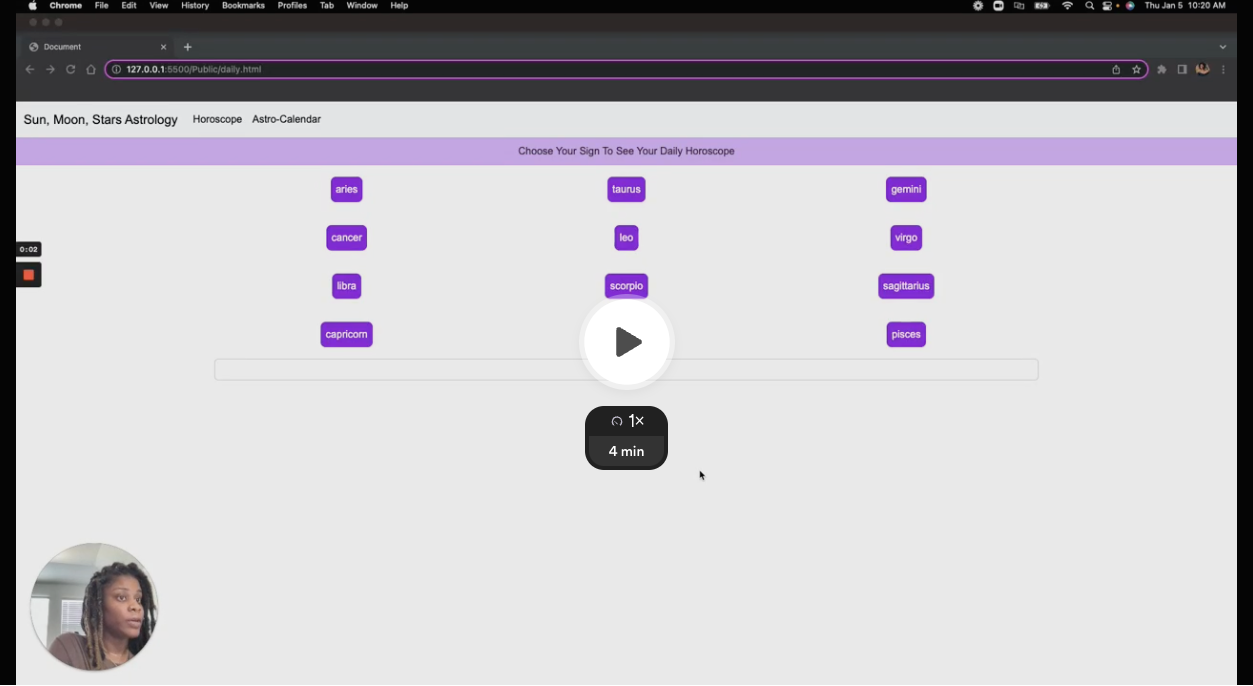 Chrome File Edit View History Bookmarks Profiles Tab Window Help Thu Jan 5 10:20 AM
Document
127.0.0.1:5500/Public/daily.html
Sun, Moon, Stars Astrology Horoscope Astro-Calendar
Choose Your Sign To See Your Daily Horoscope
aries taurus gemini
cancer leo virgo
0:02
libra scorpio sagittarius
capricorn pisces
1×
4 min